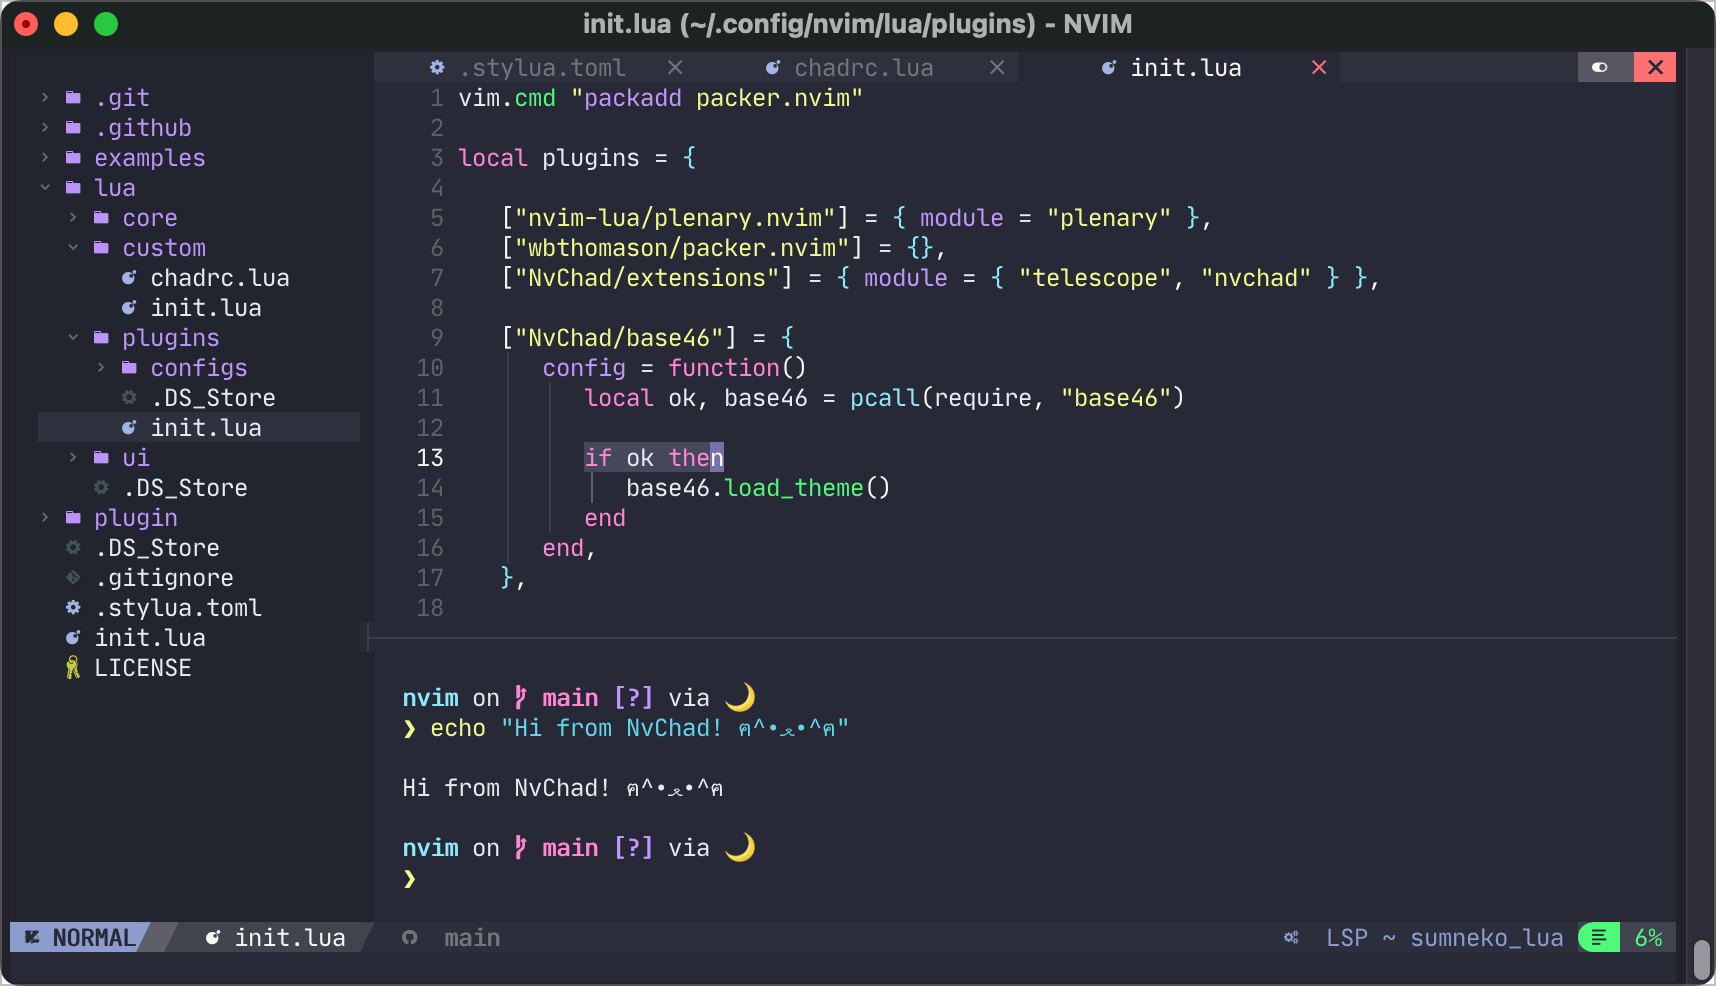 init.lua (~/.config/nvim/lua/plugins) - NVIM
.stylua.toml
chadrc.lua
init.lua
.git
.github
examples
lua
core
custom
chadrc.lua
init.lua
plugins
configs
.DS_Store
init.lua
ui
.DS_Store
plugin
.DS_Store
.gitignore
.stylua.toml
init.lua
LICENSE
1 vim.cmd "packadd packer.nvim"
2
3 local plugins = {
4
5 ["nvim-lua/plenary.nvim"] = { module = "plenary" },
6 ["wbthomason/packer.nvim"] = {},
7 ["NvChad/extensions"] = { module = { "telescope", "nvchad" } },
8
9 ["NvChad/base46"] = {
10 config = function()
11 local ok, base46 = pcall(require, "base46")
12
13 if ok then
14 base46.load_theme()
15 end
16 end,
17 },
18
nvim on main [?] via 🌙
❯ echo "Hi from NvChad! ฅ^•ﻌ•^ฅ"
Hi from NvChad! ฅ^•ﻌ•^ฅ
nvim on main [?] via 🌙
❯
NORMAL init.lua main LSP ~ sumneko_lua 6%